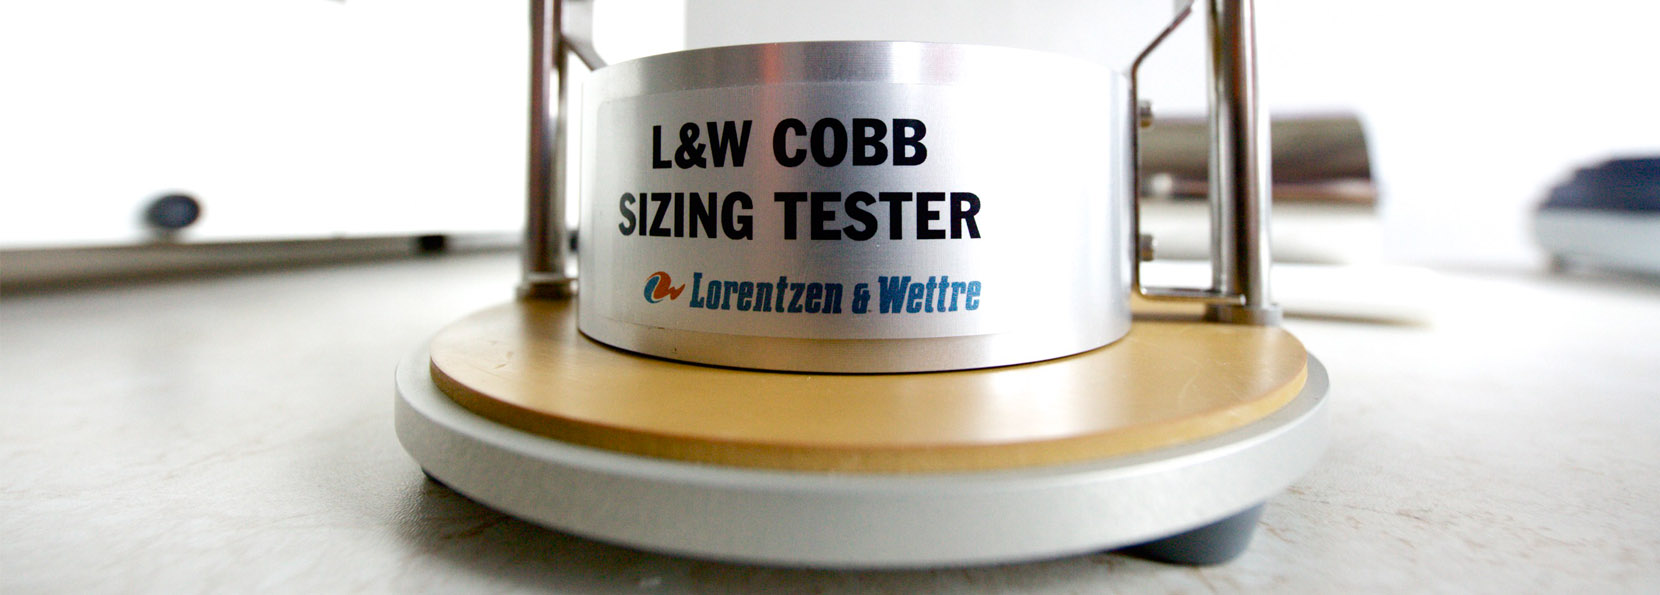 L&W COBB
SIZING TESTER
Lorentzen & Wettre